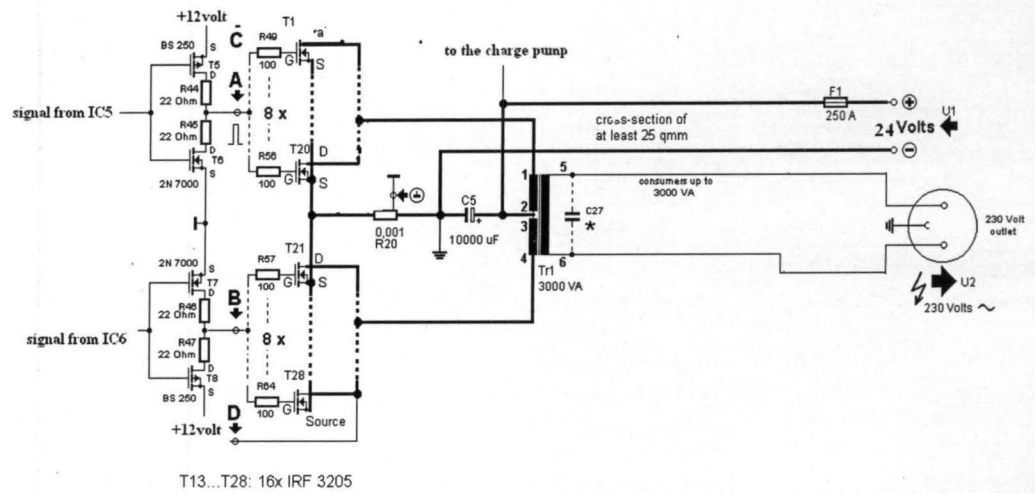 +12volt
BS 250
S
T5
D
R44
22 Ohm
signal from IC5
R45
22 Ohm
D
T6
S
2N 7000
C
A
R49
100
8 x
R56
100
T1
a
G
S
T20
D
G
S
to the charge pump
F1
250 A
+
U1
24 Volts
−
cross-section of
at least 25 qmm
0,001
R20
C5
+
10000 uF
1
2
3
4
5
6
Tr1
3000 VA
consumers up to
3000 VA
C27
*
230 Volt
outlet
U2
230 Volts ~
2N 7000
S
T7
D
R46
22 Ohm
signal from IC6
R47
22 Ohm
D
T8
S
BS 250
+12volt
B
D
R57
100
8 x
R64
100
T21
D
G
S
T28
G
Source
T13...T28: 16x IRF 3205